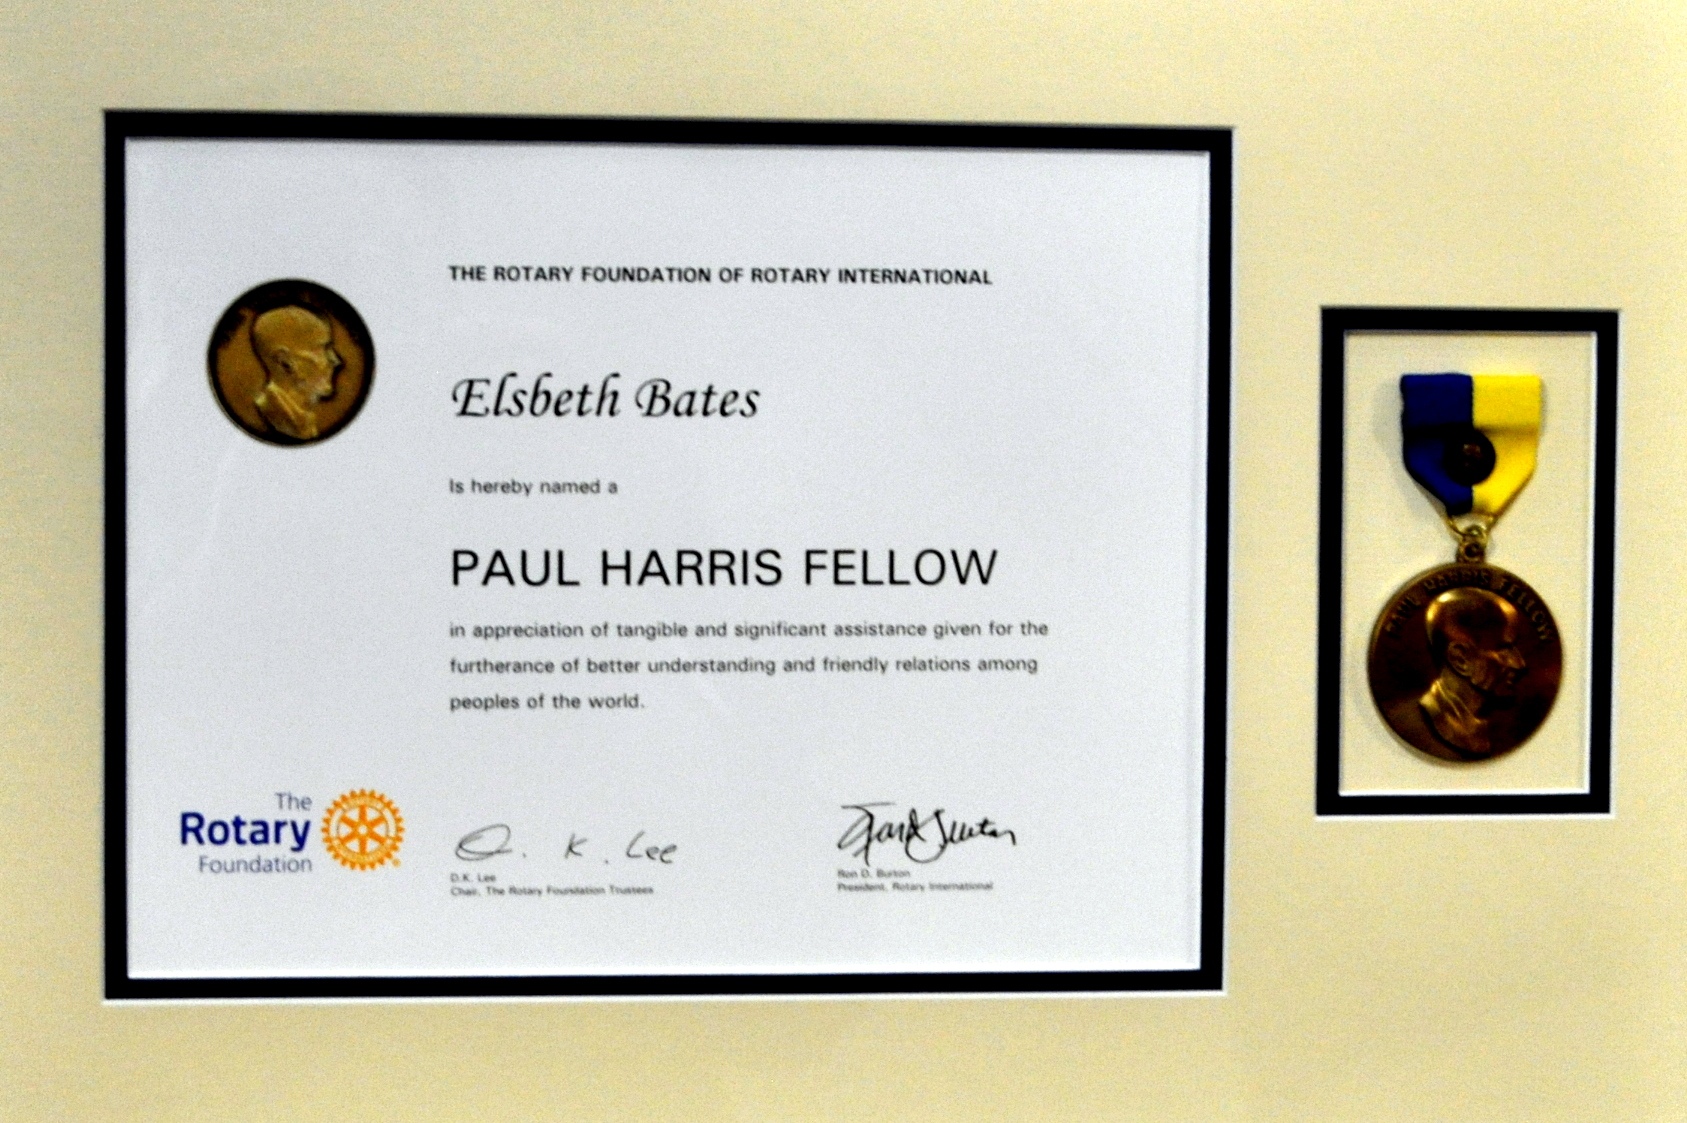 THE ROTARY FOUNDATION OF ROTARY INTERNATIONAL
Elsbeth Bates
Is hereby named a
PAUL HARRIS FELLOW
in appreciation of tangible and significant assistance given for the
furtherance of better understanding and friendly relations among
peoples of the world.
The
Rotary
Foundation
D. K. Lee
D.K. Lee
Chair, The Rotary Foundation Trustees
Ron D. Burton
President, Rotary International
PAUL HARRIS FELLOW